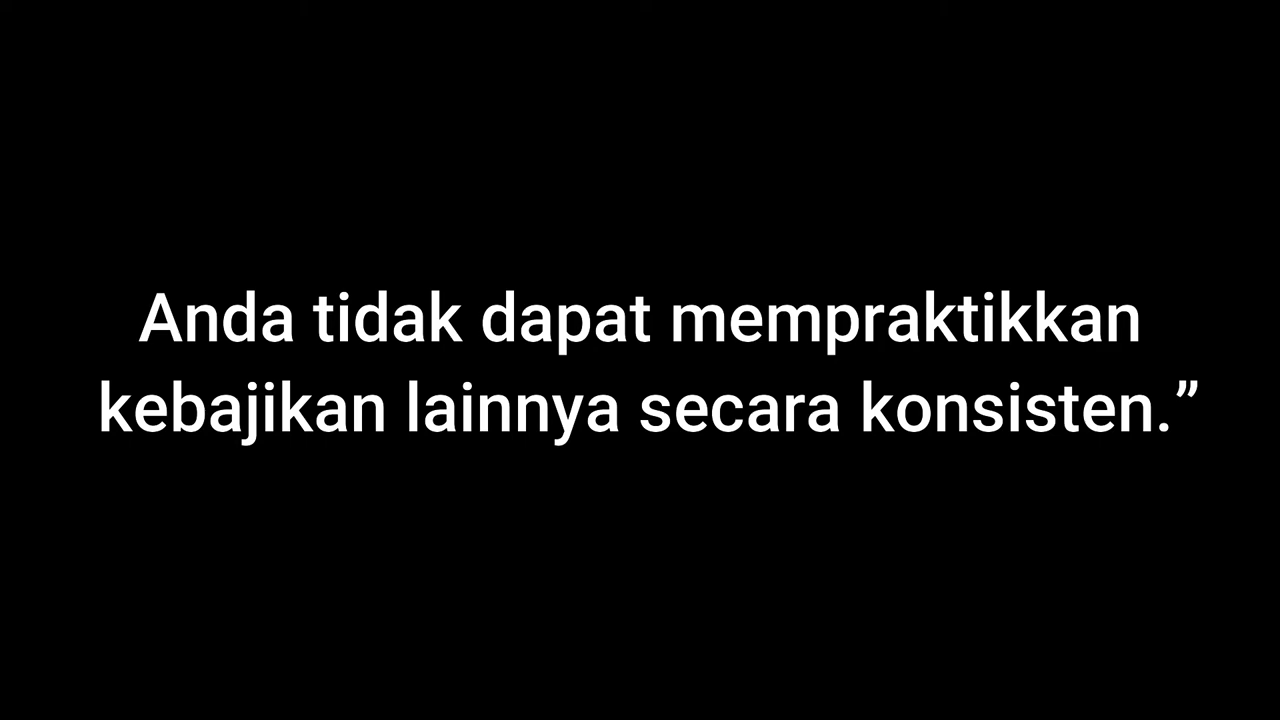 Anda tidak dapat mempraktikkan
kebajikan lainnya secara konsisten.”